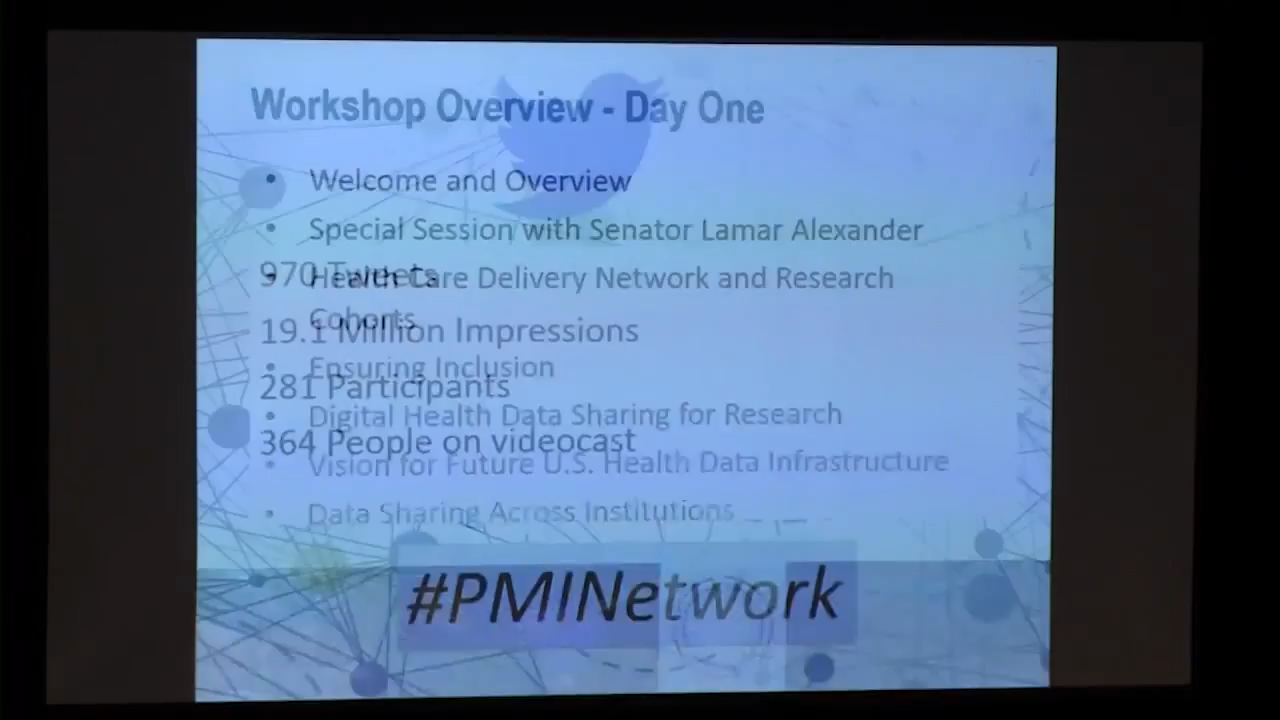 Workshop Overview - Day One
• Welcome and Overview
• Special Session with Senator Lamar Alexander
• Health Care Delivery Network and Research
Cohorts
• Ensuring Inclusion
• Digital Health Data Sharing for Research
• Vision for Future U.S. Health Data Infrastructure
• Data Sharing Across Institutions
970 Tweets
19.1 Million Impressions
281 Participants
364 People on videocast
#PMINetwork